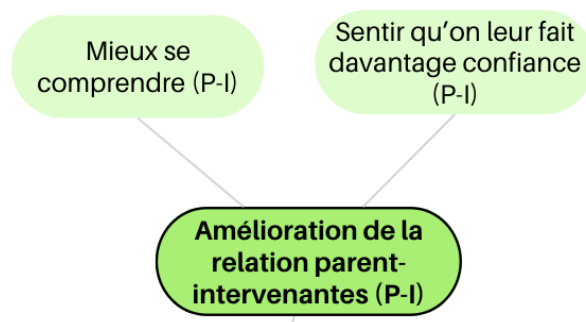 Mieux se
comprendre (P-I)
Sentir qu’on leur fait
davantage confiance
(P-I)
Amélioration de la
relation parent-
intervenantes (P-I)